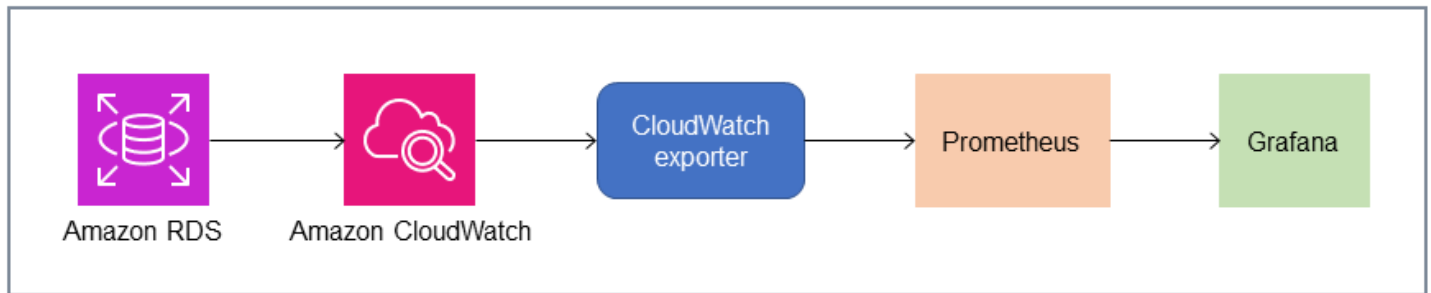 CloudWatch
exporter
Prometheus
Grafana
Amazon RDS
Amazon CloudWatch